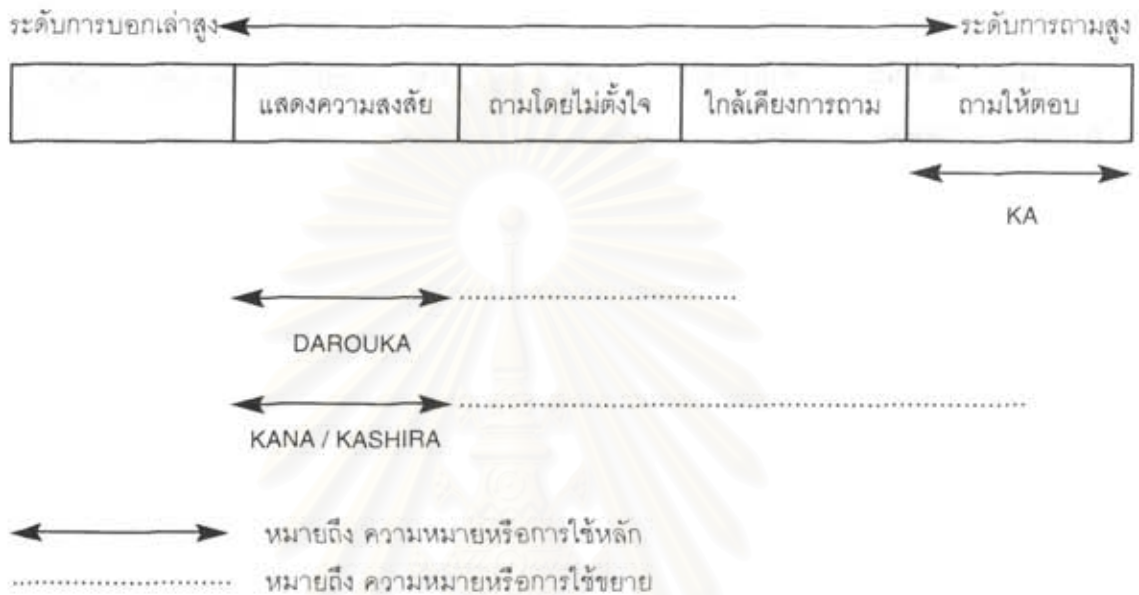 ระดับการบอกเล่าสูง ระดับการถามสูง
แสดงความสงสัย ถามโดยไม่ตั้งใจ ใกล้เคียงการถาม ถามให้ตอบ
KA
DAROUKA
KANA / KASHIRA
หมายถึง ความหมายหรือการใช้หลัก
หมายถึง ความหมายหรือการใช้ขยาย